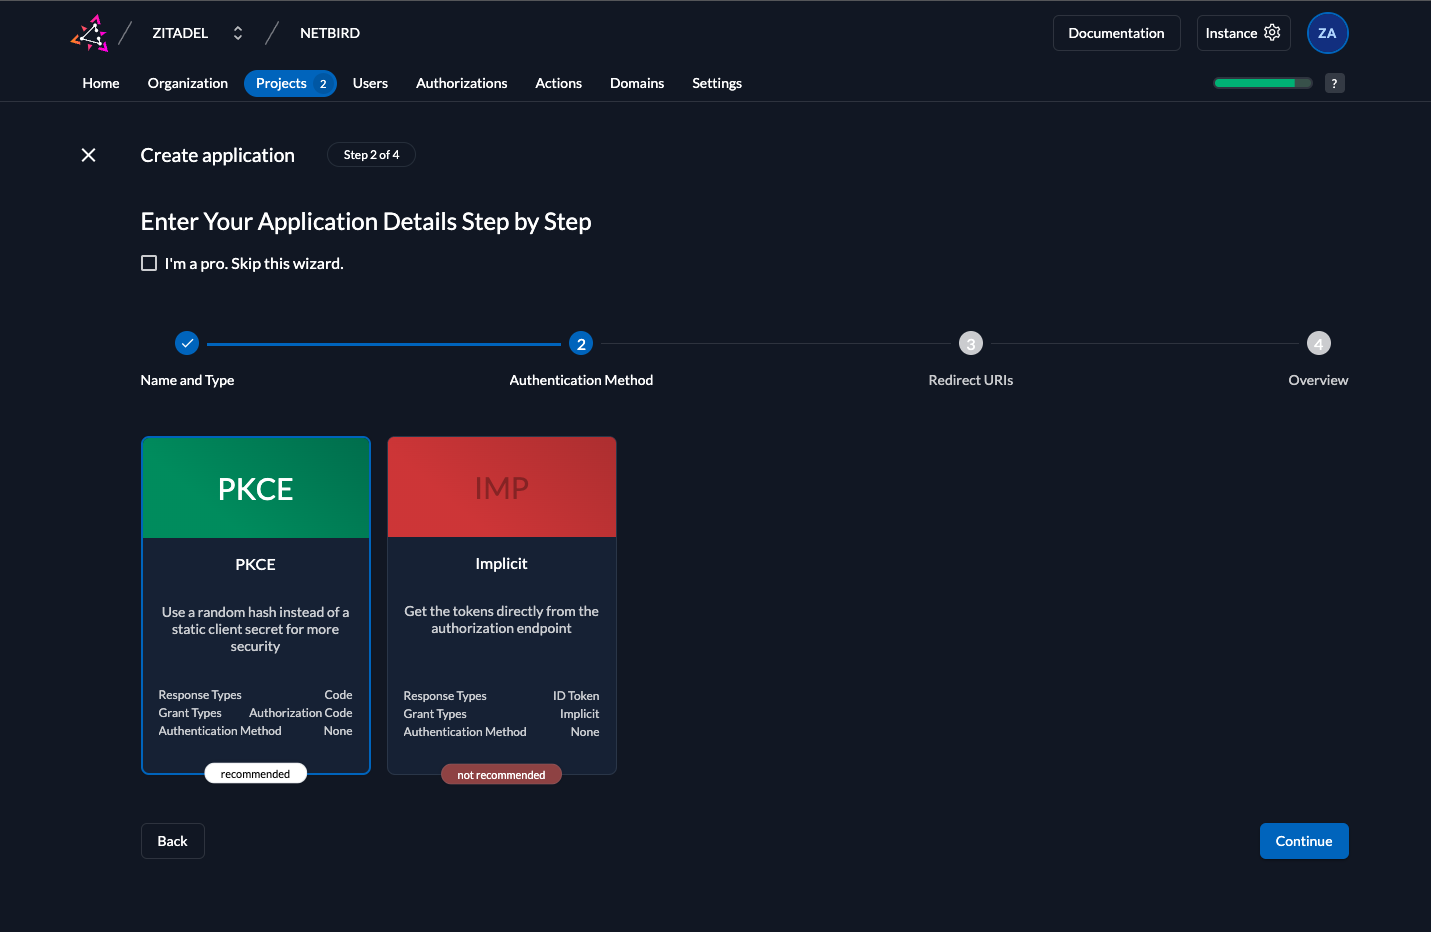 ZITADEL
NETBIRD
Documentation
Instance
ZA
Home
Organization
Projects 2
Users
Authorizations
Actions
Domains
Settings
?
Create application
Step 2 of 4
Enter Your Application Details Step by Step
I'm a pro. Skip this wizard.
2
3
4
Name and Type
Authentication Method
Redirect URIs
Overview
PKCE
PKCE
Use a random hash instead of a
static client secret for more
security
Response Types Code
Grant Types Authorization Code
Authentication Method None
recommended
IMP
Implicit
Get the tokens directly from the
authorization endpoint
Response Types ID Token
Grant Types Implicit
Authentication Method None
not recommended
Back
Continue